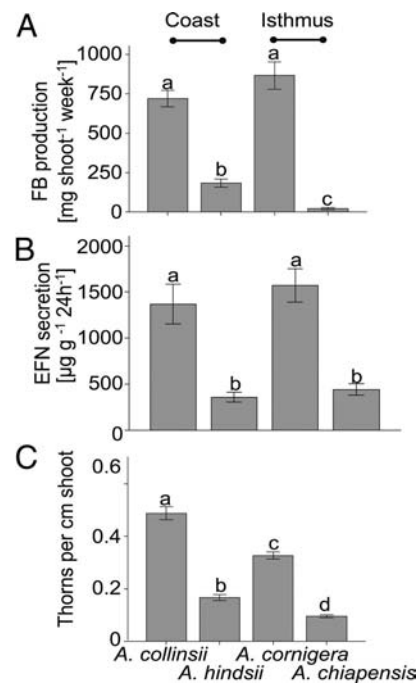 Coast Isthmus
A
FB production
[mg shoot⁻¹ week⁻¹]
1000
750
500
250
0
a
b
a
c
B
EFN secretion
[µg g⁻¹ 24h⁻¹]
2000
1500
1000
500
0
a
b
a
b
C
Thorns per cm shoot
0.6
0.4
0.2
0
a
b
c
d
A. collinsii A. cornigera
A. hindsii A. chiapensis